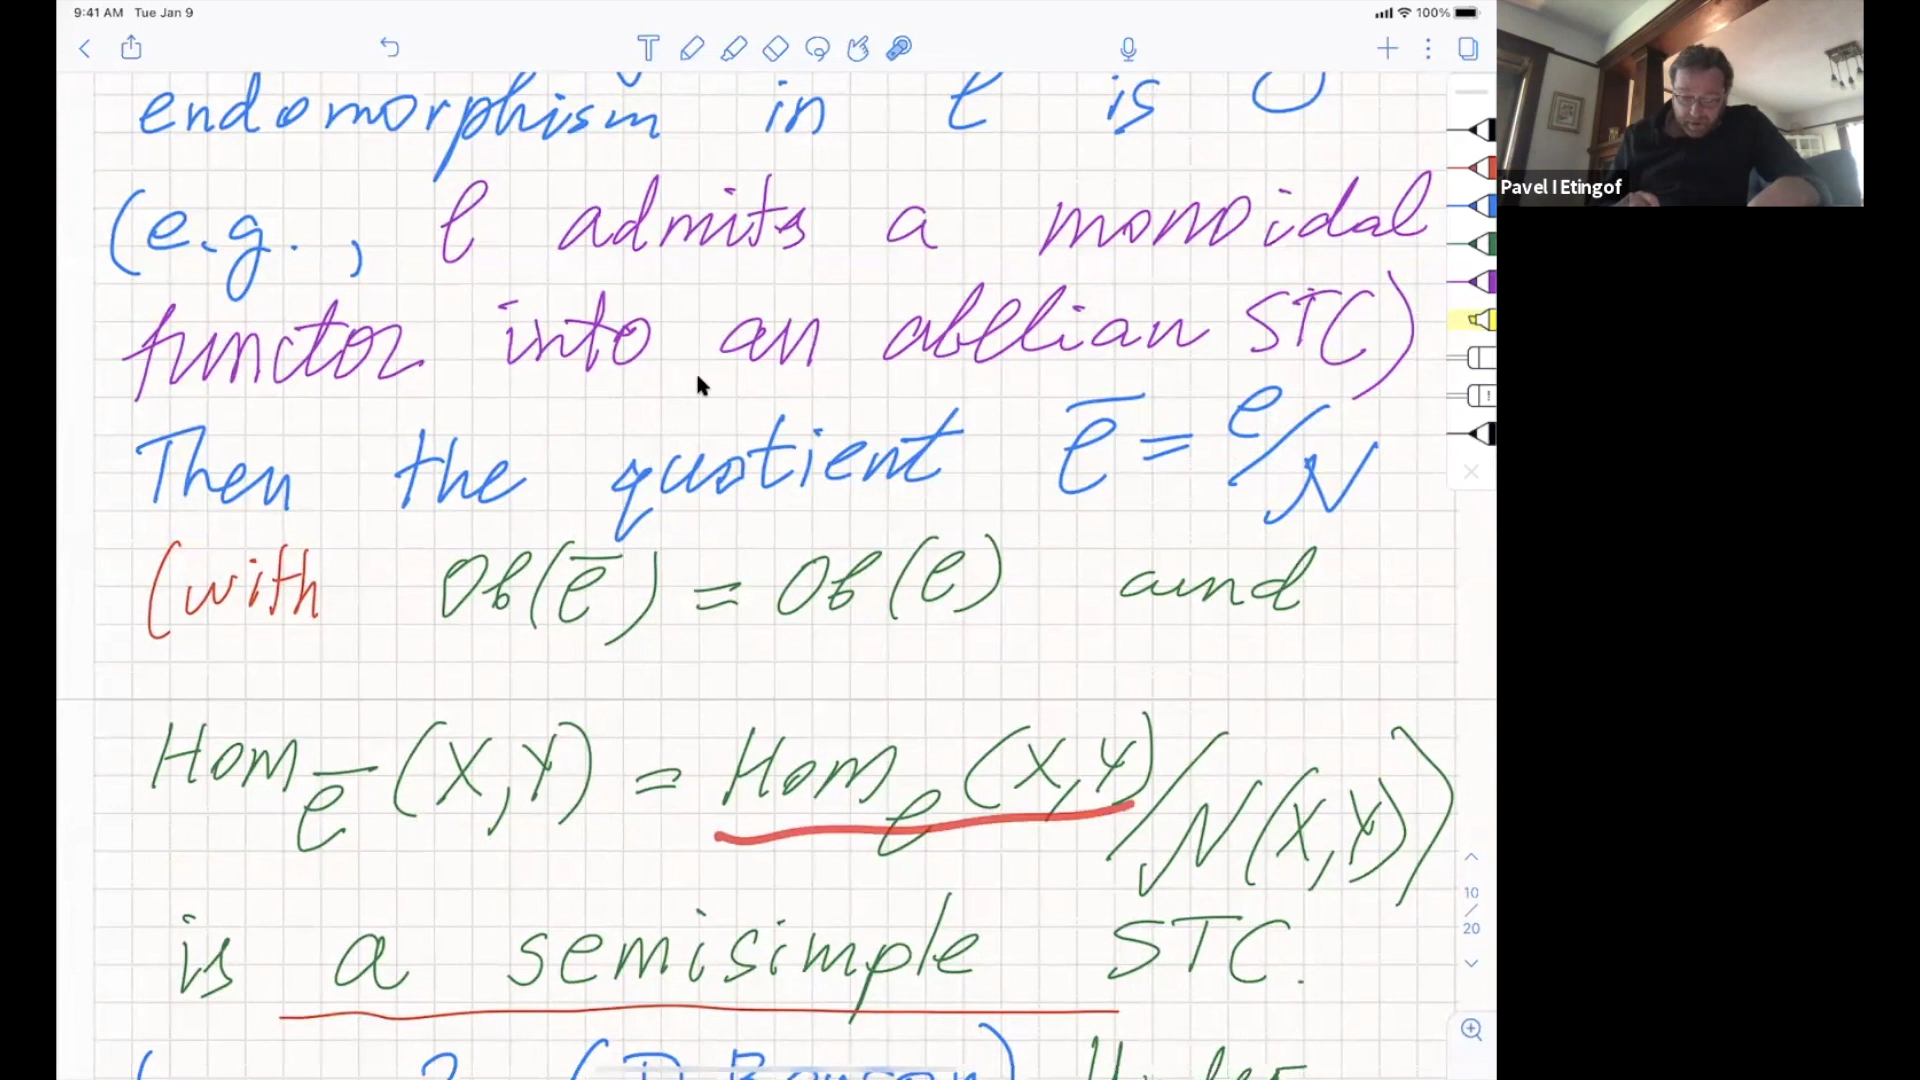 9:41 AM Tue Jan 9
100%
endomorphism in C is 0
(e.g., C admits a monoidal
functor into an abelian STC)
Then the quotient C̅ = C/N
(with Ob(C̅) = Ob(C) and
Hom_C̅(X,Y) = Hom_C(X,Y)/N(X,Y))
is a semisimple STC.
Under
10
/
20
Pavel I Etingof